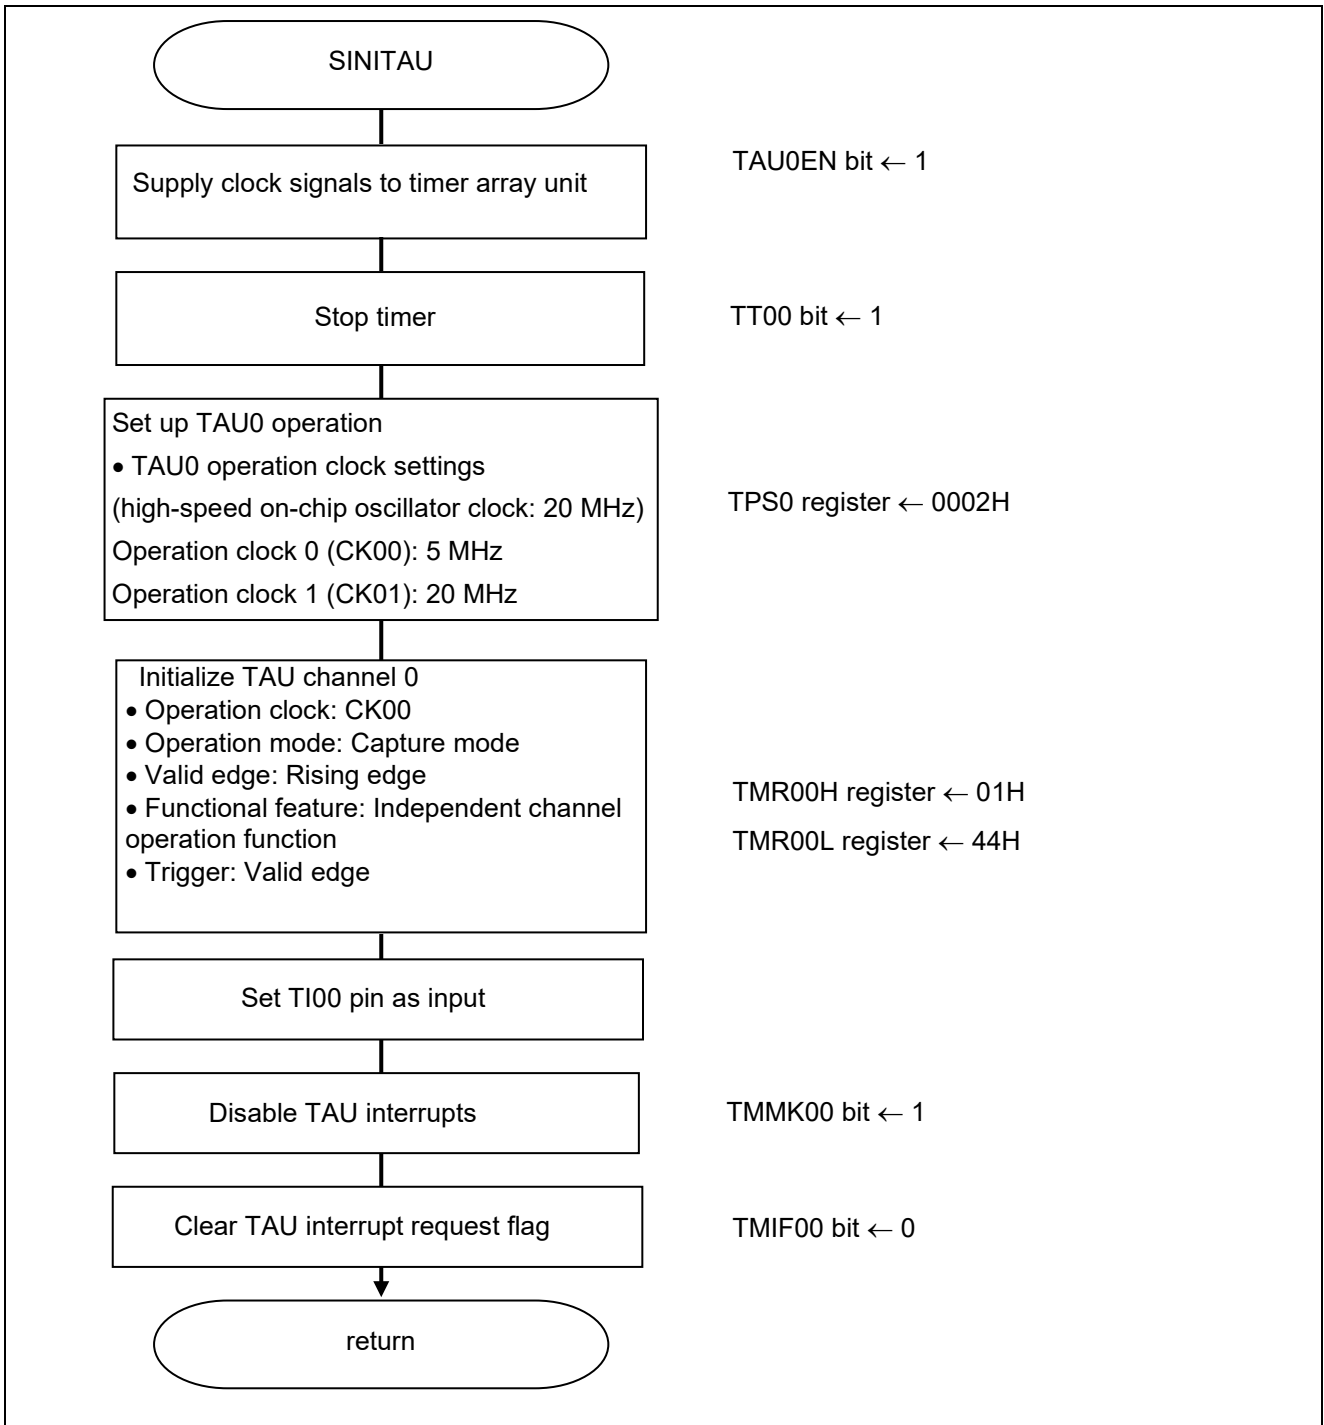 SINITAU
Supply clock signals to timer array unit
TAU0EN bit ← 1
Stop timer
TT00 bit ← 1
Set up TAU0 operation
• TAU0 operation clock settings
(high-speed on-chip oscillator clock: 20 MHz)
Operation clock 0 (CK00): 5 MHz
Operation clock 1 (CK01): 20 MHz
TPS0 register ← 0002H
Initialize TAU channel 0
• Operation clock: CK00
• Operation mode: Capture mode
• Valid edge: Rising edge
• Functional feature: Independent channel
operation function
• Trigger: Valid edge
TMR00H register ← 01H
TMR00L register ← 44H
Set TI00 pin as input
Disable TAU interrupts
TMMK00 bit ← 1
Clear TAU interrupt request flag
TMIF00 bit ← 0
return